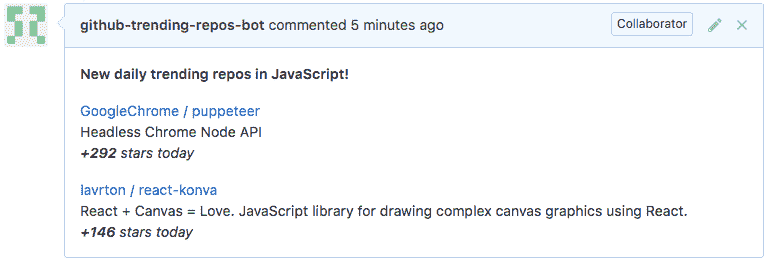 github-trending-repos-bot commented 5 minutes ago Collaborator
New daily trending repos in JavaScript!
GoogleChrome / puppeteer
Headless Chrome Node API
+292 stars today
lavrton / react-konva
React + Canvas = Love. JavaScript library for drawing complex canvas graphics using React.
+146 stars today